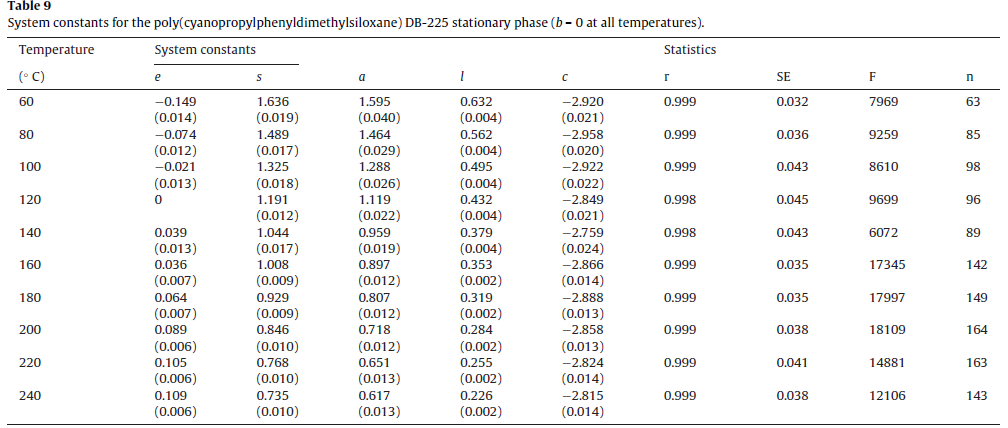 Table 9
System constants for the poly(cyanopropylphenyldimethylsiloxane) DB-225 stationary phase (b = 0 at all temperatures).
Temperature System constants Statistics
(° C) e s a l c r SE F n
60 −0.149 1.636 1.595 0.632 −2.920 0.999 0.032 7969 63
(0.014) (0.019) (0.040) (0.004) (0.021)
80 −0.074 1.489 1.464 0.562 −2.958 0.999 0.036 9259 85
(0.012) (0.017) (0.029) (0.004) (0.020)
100 −0.021 1.325 1.288 0.495 −2.922 0.999 0.043 8610 98
(0.013) (0.018) (0.026) (0.004) (0.022)
120 0 1.191 1.119 0.432 −2.849 0.998 0.045 9699 96
(0.012) (0.022) (0.004) (0.021)
140 0.039 1.044 0.959 0.379 −2.759 0.998 0.043 6072 89
(0.013) (0.017) (0.019) (0.004) (0.024)
160 0.036 1.008 0.897 0.353 −2.866 0.999 0.035 17345 142
(0.007) (0.009) (0.012) (0.002) (0.014)
180 0.064 0.929 0.807 0.319 −2.888 0.999 0.035 17997 149
(0.007) (0.009) (0.012) (0.002) (0.013)
200 0.089 0.846 0.718 0.284 −2.858 0.999 0.038 18109 164
(0.006) (0.010) (0.012) (0.002) (0.013)
220 0.105 0.768 0.651 0.255 −2.824 0.999 0.041 14881 163
(0.006) (0.010) (0.013) (0.002) (0.014)
240 0.109 0.735 0.617 0.226 −2.815 0.999 0.038 12106 143
(0.006) (0.010) (0.013) (0.002) (0.014)